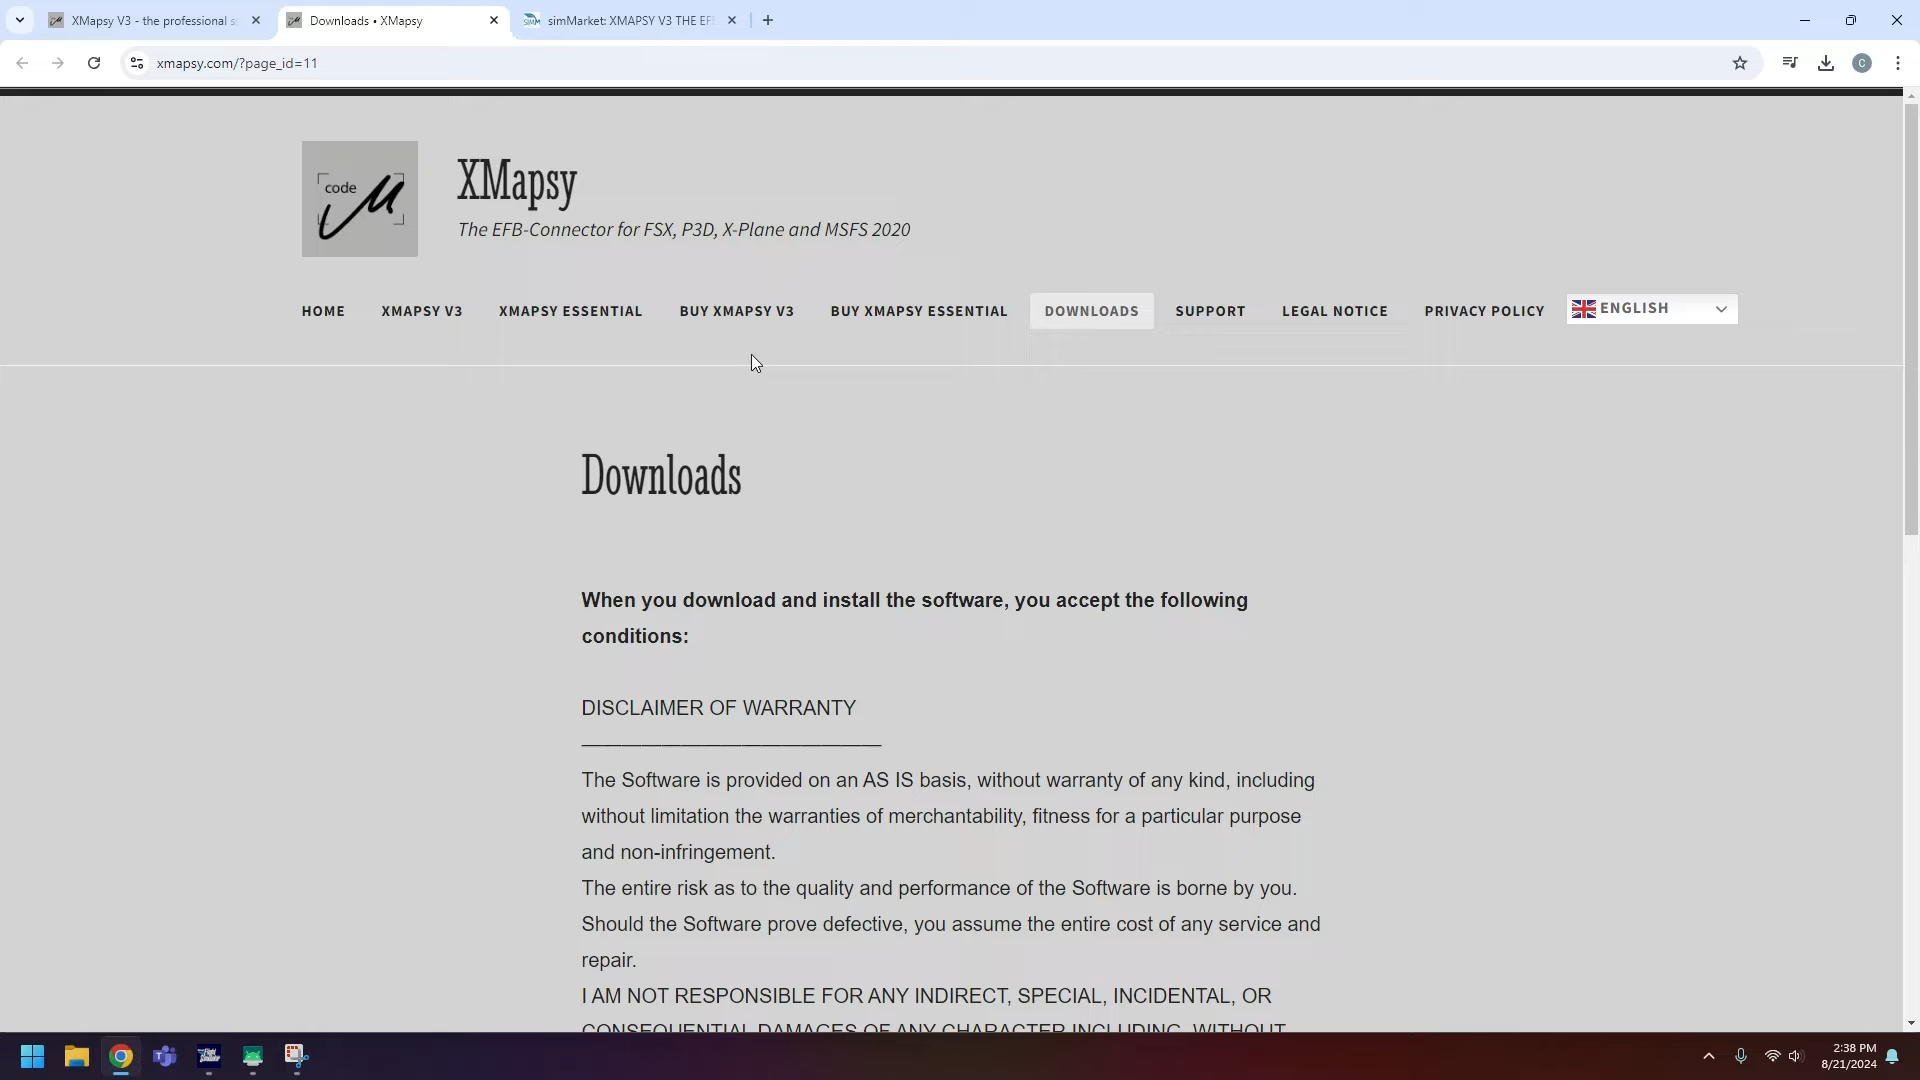 XMapsy V3 - the professional s
Downloads • XMapsy
simMarket: XMAPSY V3 THE EF
xmapsy.com/?page_id=11
C
code
XMapsy
The EFB-Connector for FSX, P3D, X-Plane and MSFS 2020
HOME XMAPSY V3 XMAPSY ESSENTIAL BUY XMAPSY V3 BUY XMAPSY ESSENTIAL DOWNLOADS SUPPORT LEGAL NOTICE PRIVACY POLICY ENGLISH
Downloads
When you download and install the software, you accept the following
conditions:
DISCLAIMER OF WARRANTY
The Software is provided on an AS IS basis, without warranty of any kind, including
without limitation the warranties of merchantability, fitness for a particular purpose
and non-infringement.
The entire risk as to the quality and performance of the Software is borne by you.
Should the Software prove defective, you assume the entire cost of any service and
repair.
I AM NOT RESPONSIBLE FOR ANY INDIRECT, SPECIAL, INCIDENTAL, OR
CONSEQUENTIAL DAMAGES OF ANY CHARACTER INCLUDING, WITHOUT
2:38 PM
8/21/2024